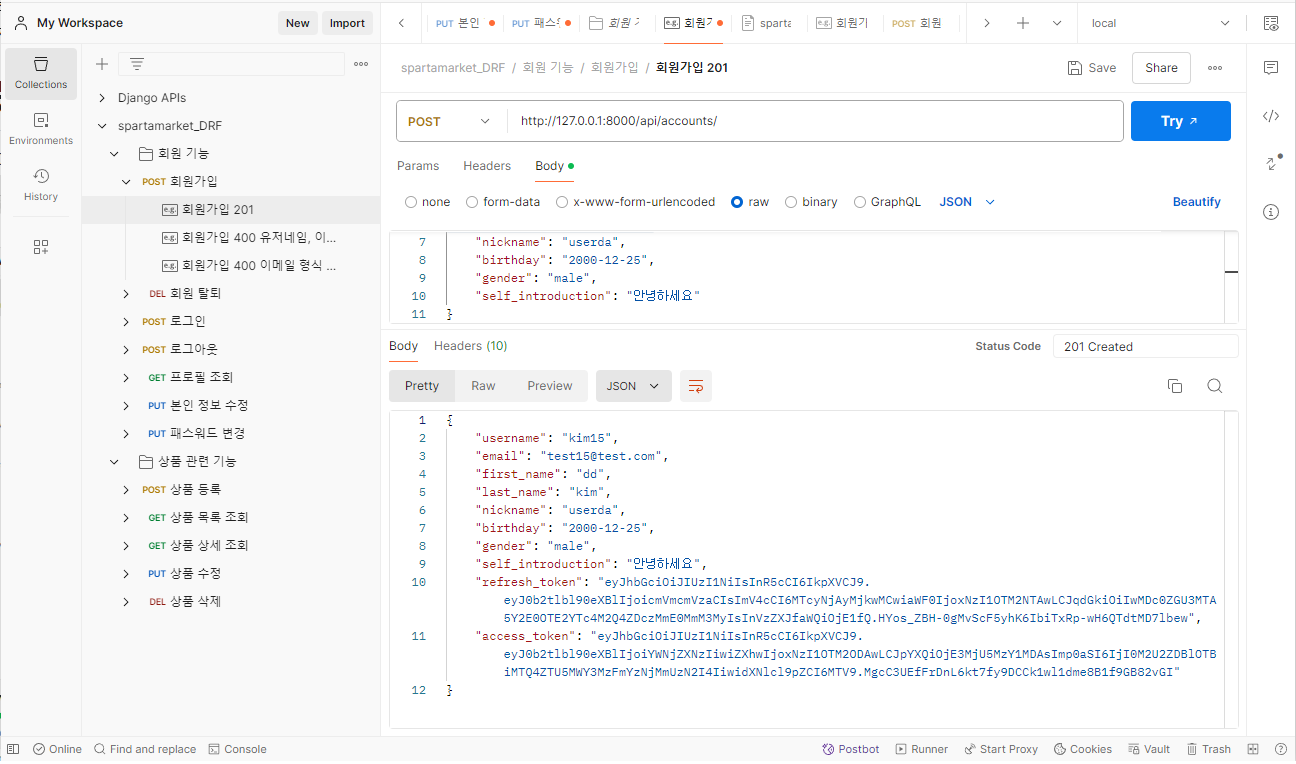 My Workspace
New
Import
PUT 본인
PUT 패스
회원
회원기
sparta
회원기
POST 회원
local
Collections
Environments
History
Django APIs
spartamarket_DRF
회원 기능
POST 회원가입
e.g. 회원가입 201
e.g. 회원가입 400 유저네임, 이...
e.g. 회원가입 400 이메일 형식 ...
DEL 회원 탈퇴
POST 로그인
POST 로그아웃
GET 프로필 조회
PUT 본인 정보 수정
PUT 패스워드 변경
상품 관련 기능
POST 상품 등록
GET 상품 목록 조회
GET 상품 상세 조회
PUT 상품 수정
DEL 상품 삭제
spartamarket_DRF / 회원 기능 / 회원가입 / 회원가입 201
Save
Share
POST
http://127.0.0.1:8000/api/accounts/
Try
Params Headers Body
none form-data x-www-form-urlencoded raw binary GraphQL JSON
Beautify
7 "nickname": "userda",
8 "birthday": "2000-12-25",
9 "gender": "male",
10 "self_introduction": "안녕하세요"
11 }
Body Headers (10)
Status Code 201 Created
Pretty Raw Preview JSON
1 {
2 "username": "kim15",
3 "email": "test15@test.com",
4 "first_name": "dd",
5 "last_name": "kim",
6 "nickname": "userda",
7 "birthday": "2000-12-25",
8 "gender": "male",
9 "self_introduction": "안녕하세요",
10 "refresh_token": "eyJhbGciOiJIUzI1NiIsInR5cCI6IkpXVCJ9.
eyJ0b2tlbl90eXBlIjoicmVmcmVzaCIsImV4cCI6MTcyNjAyMjkwMCwiaWF0IjoxNzI1OTM2NTAwLCJqdGkiOiIwMDc0ZGU3MTA
5Y2E0OTE2YTc4M2Q4ZDczMmE0MmM3MyIsInVzZXJfaWQiOjE1fQ.HYos_ZBH-0gMvScF5yhK6IbiTxRp-wH6QTdtMD7lbew",
11 "access_token": "eyJhbGciOiJIUzI1NiIsInR5cCI6IkpXVCJ9.
eyJ0b2tlbl90eXBlIjoiYWNjZXNzIiwiZXhwIjoxNzI1OTM2ODAwLCJpYXQiOjE3MjU5MzY1MDAsImp0aSI6IjI0M2U2ZDBlOTB
iMTQ4ZTU5MWY3MzFmYzNjMmUzN2I4IiwidXNlcl9pZCI6MTV9.MgcC3UEfFrDnL6kt7fy9DCCk1wl1dme8B1f9GB82vGI"
12 }
Online Find and replace Console
Postbot Runner Start Proxy Cookies Vault Trash